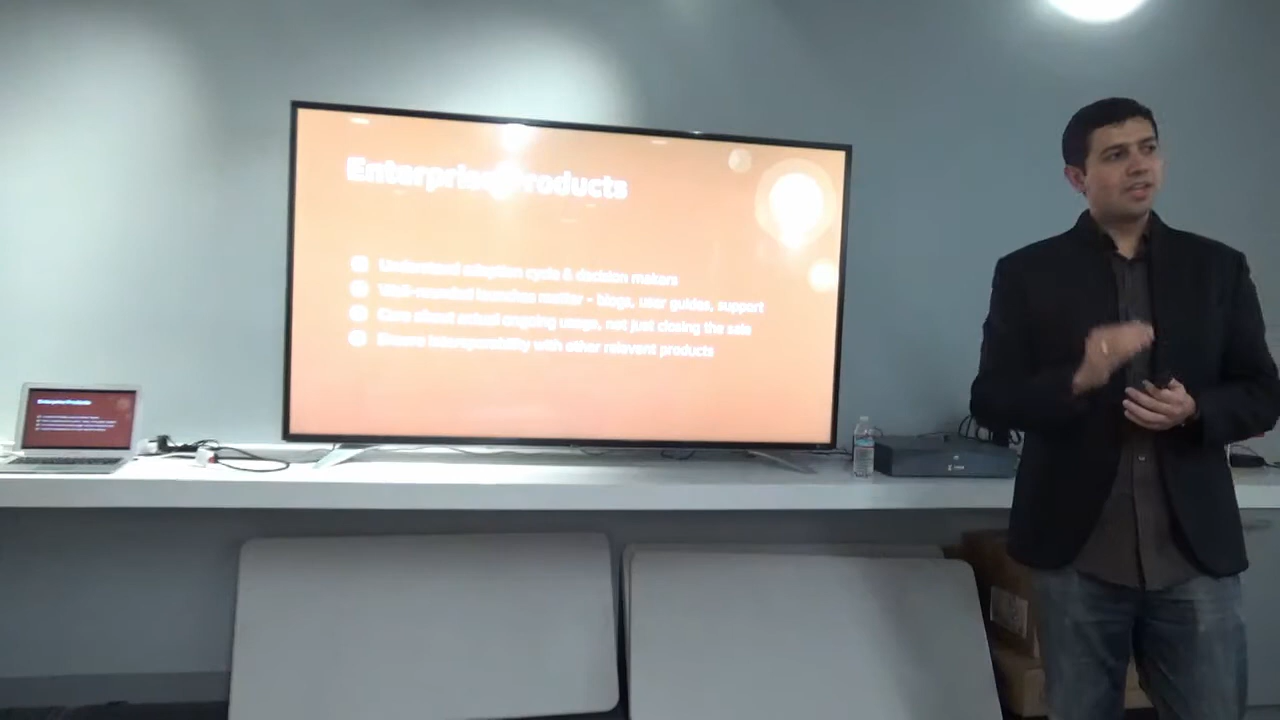 Enterprise Products
Understand adoption cycle & decision makers
Well-rounded launches matter - blogs, user guides, support
Care about actual ongoing usage, not just closing the sale
Ensure interoperability with other relevent products